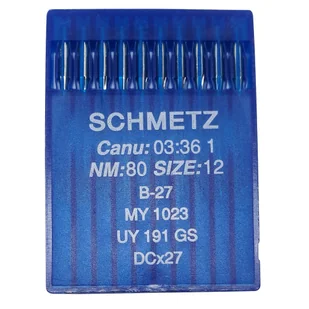 SCHMETZ
Canu: 03:36 1
NM:80 SIZE:12
B-27
MY 1023
UY 191 GS
DCx27